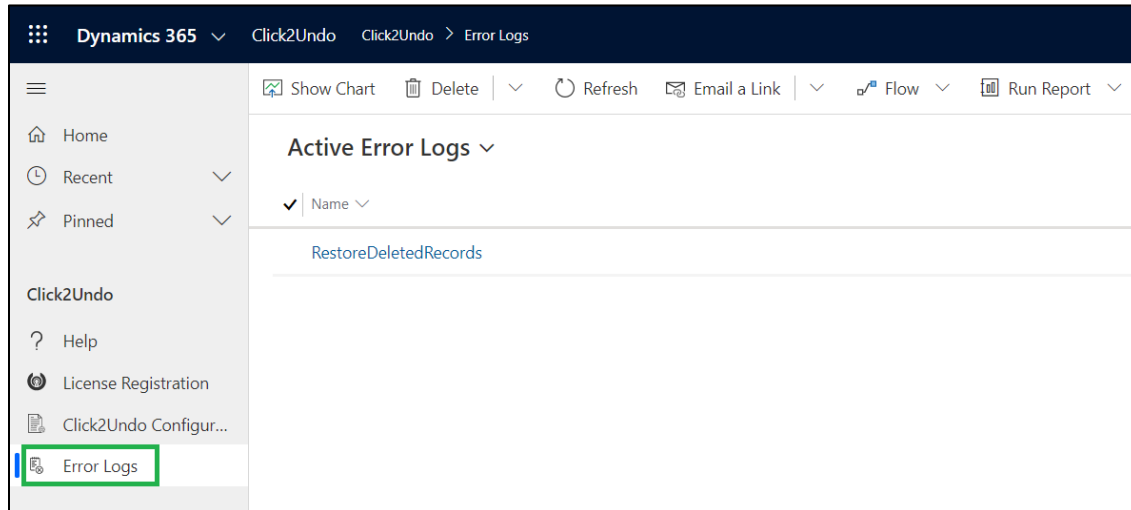 Dynamics 365 Click2Undo Click2Undo > Error Logs
Show Chart Delete Refresh Email a Link Flow Run Report
Home
Recent
Pinned
Click2Undo
Help
License Registration
Click2Undo Configur...
Error Logs
Active Error Logs
Name
RestoreDeletedRecords